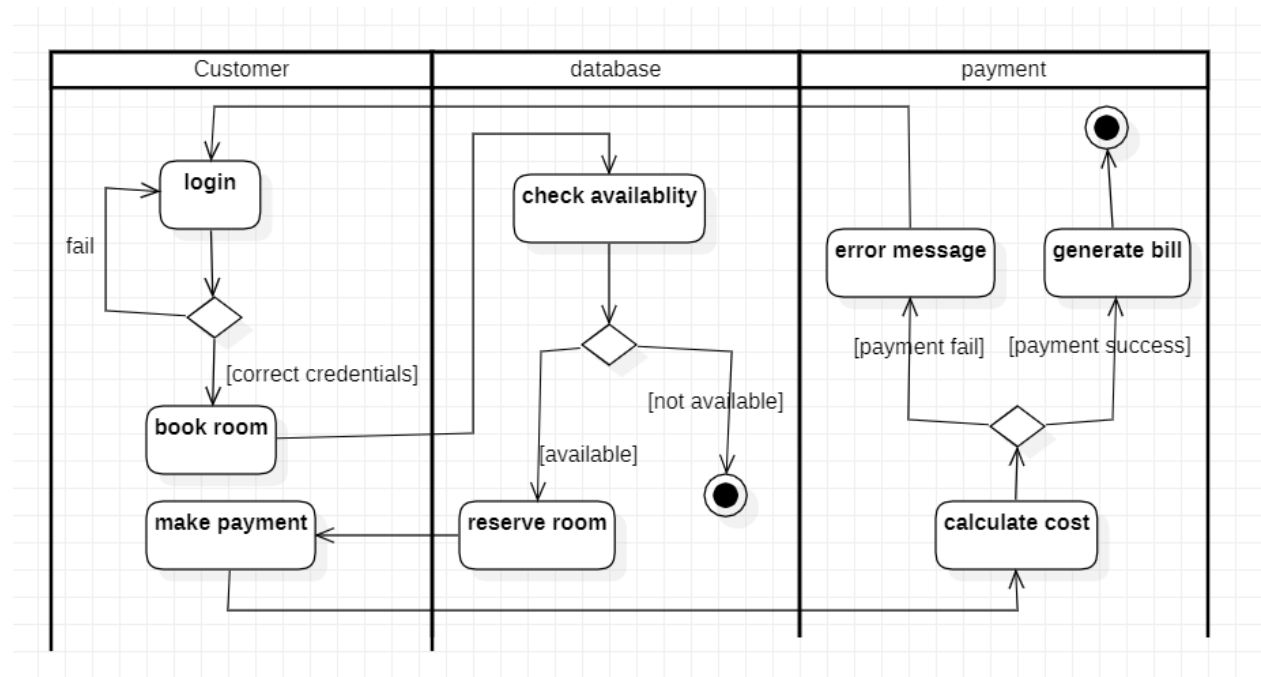 Customer
database
payment
login
check availablity
fail
error message
generate bill
[correct credentials]
[payment fail]
[payment success]
[not available]
book room
[available]
make payment
reserve room
calculate cost